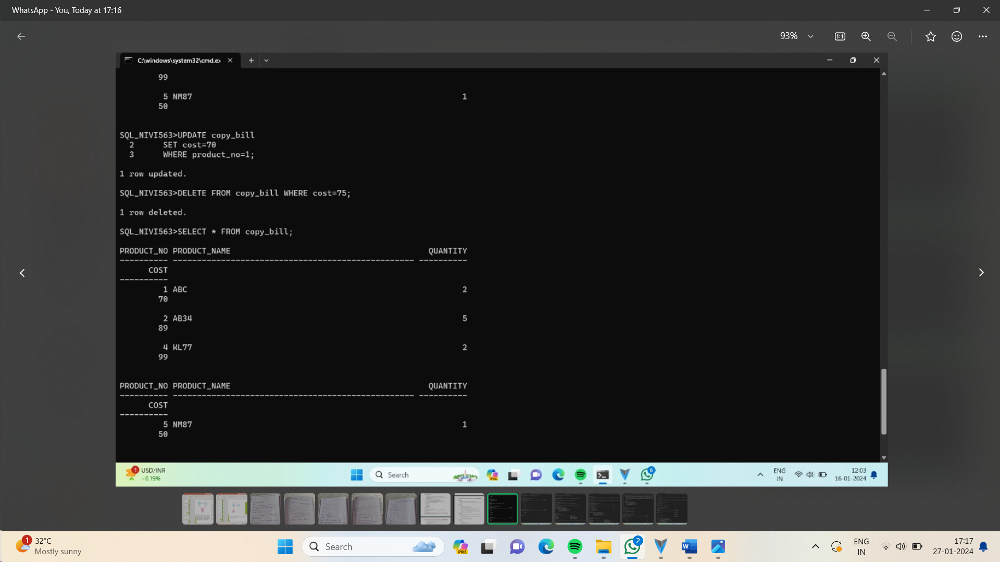 WhatsApp - You, Today at 17:16
93%
1:1
C:\windows\system32\cmd.ex
99
5 NM87 1
50
SQL_NIVI563>UPDATE copy_bill
2 SET cost=70
3 WHERE product_no=1;
1 row updated.
SQL_NIVI563>DELETE FROM copy_bill WHERE cost=75;
1 row deleted.
SQL_NIVI563>SELECT * FROM copy_bill;
PRODUCT_NO PRODUCT_NAME QUANTITY
---------- -------------------------------------------------- ----------
COST
----------
1 ABC 2
70
2 AB34 5
89
4 KL77 2
99
PRODUCT_NO PRODUCT_NAME QUANTITY
---------- -------------------------------------------------- ----------
COST
----------
5 NM87 1
50
1 USD/INR
+0.19%
Search
PRE
6
ENG
IN
12:03
16-01-2024
1 32°C
Mostly sunny
Search
PRE
2
W
ENG
IN
17:17
27-01-2024